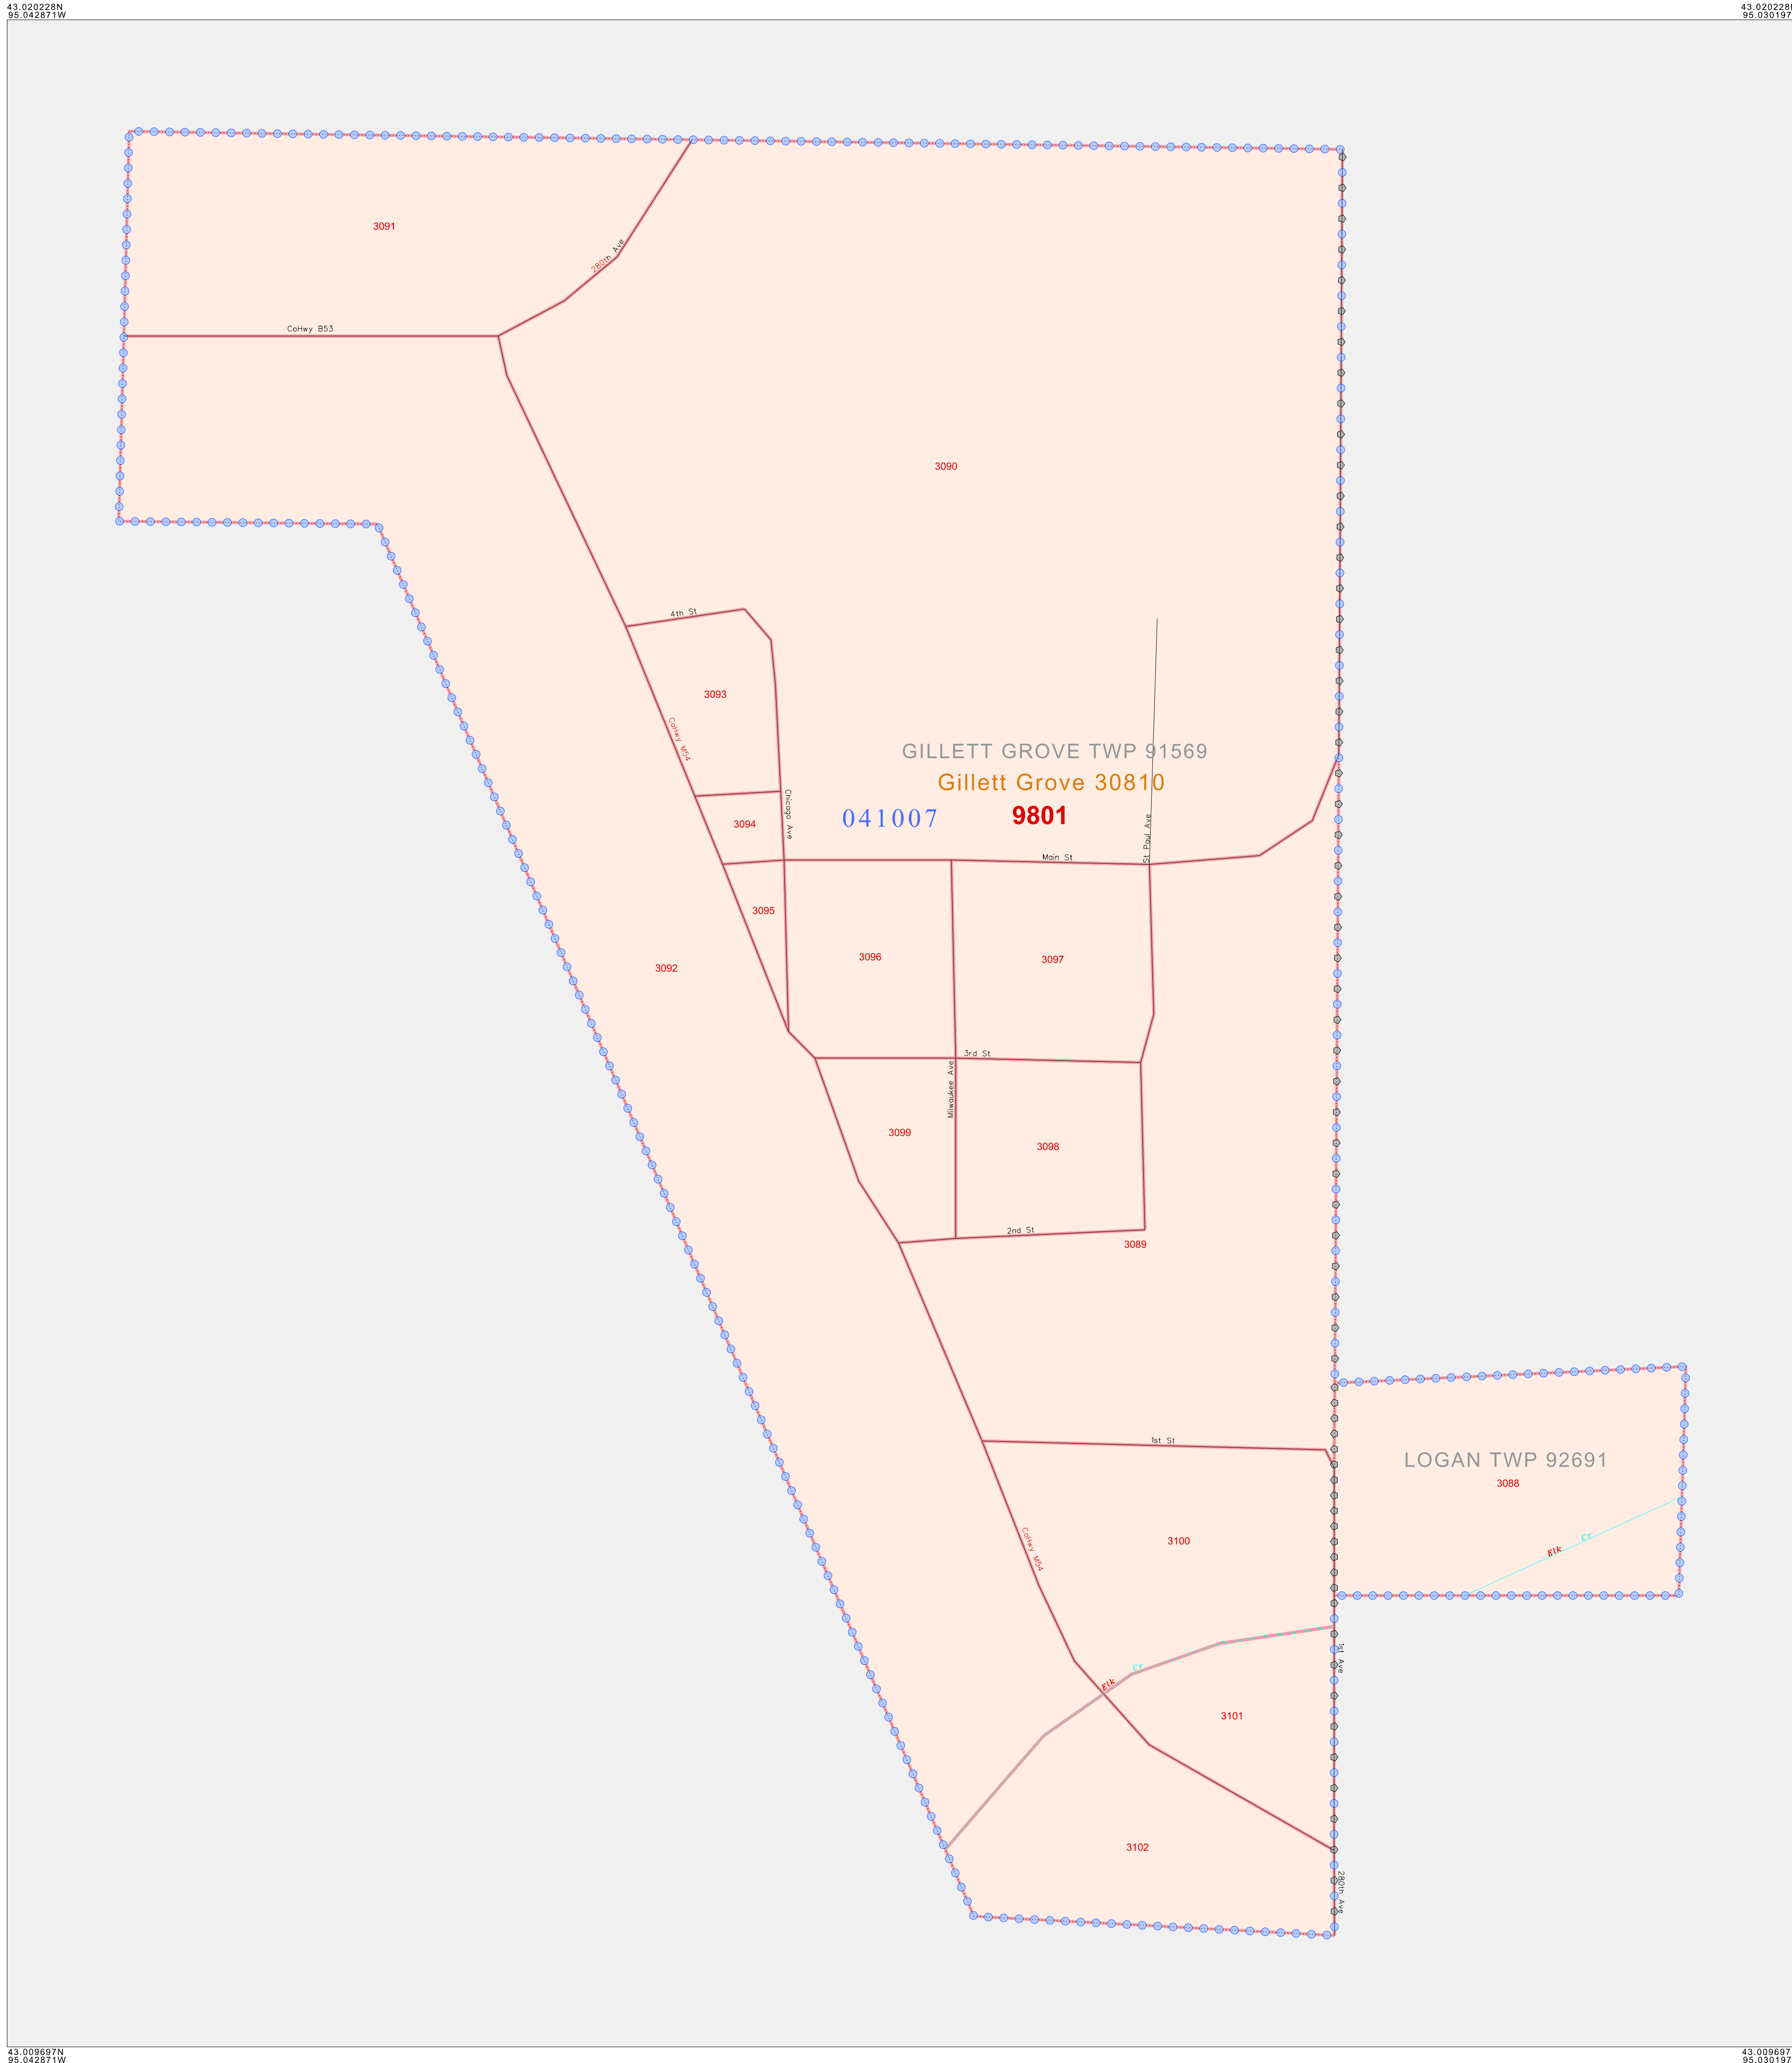 43.020228N
95.042871W
43.020228
95.030197
3091
280th Ave
CoHwy B53
3090
4th St
3093
CoHwy M54
GILLETT GROVE TWP 91569
Gillett Grove 30810
041007
9801
Chicago Ave
3094
St Paul Ave
Main St
3095
3096
3097
3092
3rd St
Milwaukee Ave
3099
3098
2nd St
3089
1st St
LOGAN TWP 92691
3088
Elk Cr
CoHwy M54
3100
1st Ave
Elk Cr
3101
3102
280th Ave
43.009697N
95.042871W
43.009697
95.030197